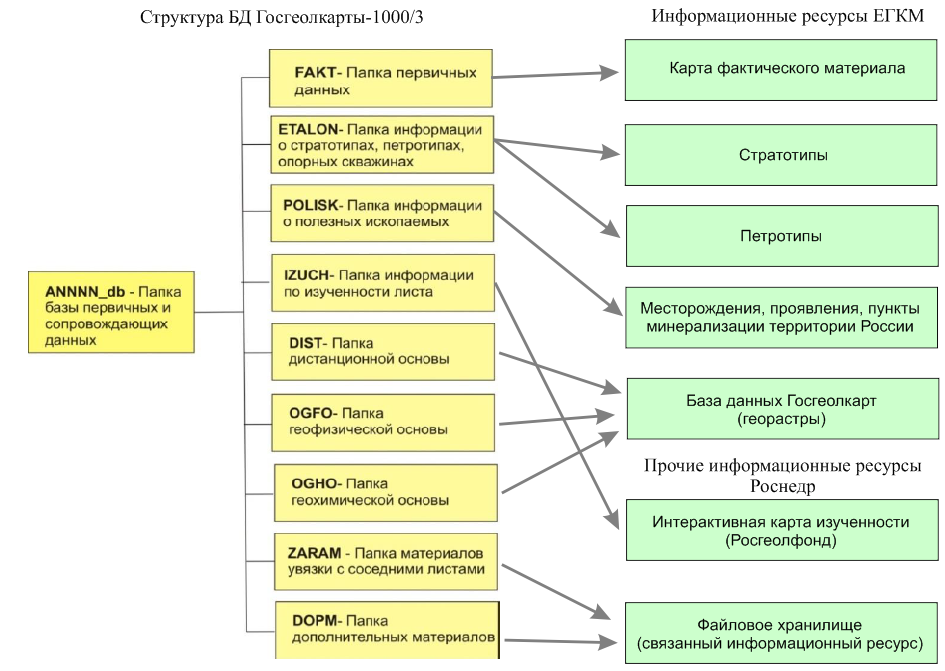 Структура БД Госгеолкарты-1000/3
Информационные ресурсы ЕГКМ
FAKT- Папка первичных
данных
Карта фактического материала
ETALON- Папка информации
о стратотипах, петротипах,
опорных скважинах
Стратотипы
POLISK- Папка информации
о полезных ископаемых
Петротипы
IZUCH- Папка информации
по изученности листа
ANNNN_db - Папка
базы первичных и
сопровождающих
данных
Месторождения, проявления, пункты
минерализации территории России
DIST- Папка
дистанционной основы
База данных Госгеолкарт
(георастры)
OGFO- Папка
геофизической основы
Прочие информационные ресурсы
Роснедр
OGHO- Папка
геохимической основы
Интерактивная карта изученности
(Росгеолфонд)
ZARAM - Папка материалов
увязки с соседними листами
DOPM- Папка
дополнительных материалов
Файловое хранилище
(связанный информационный ресурс)